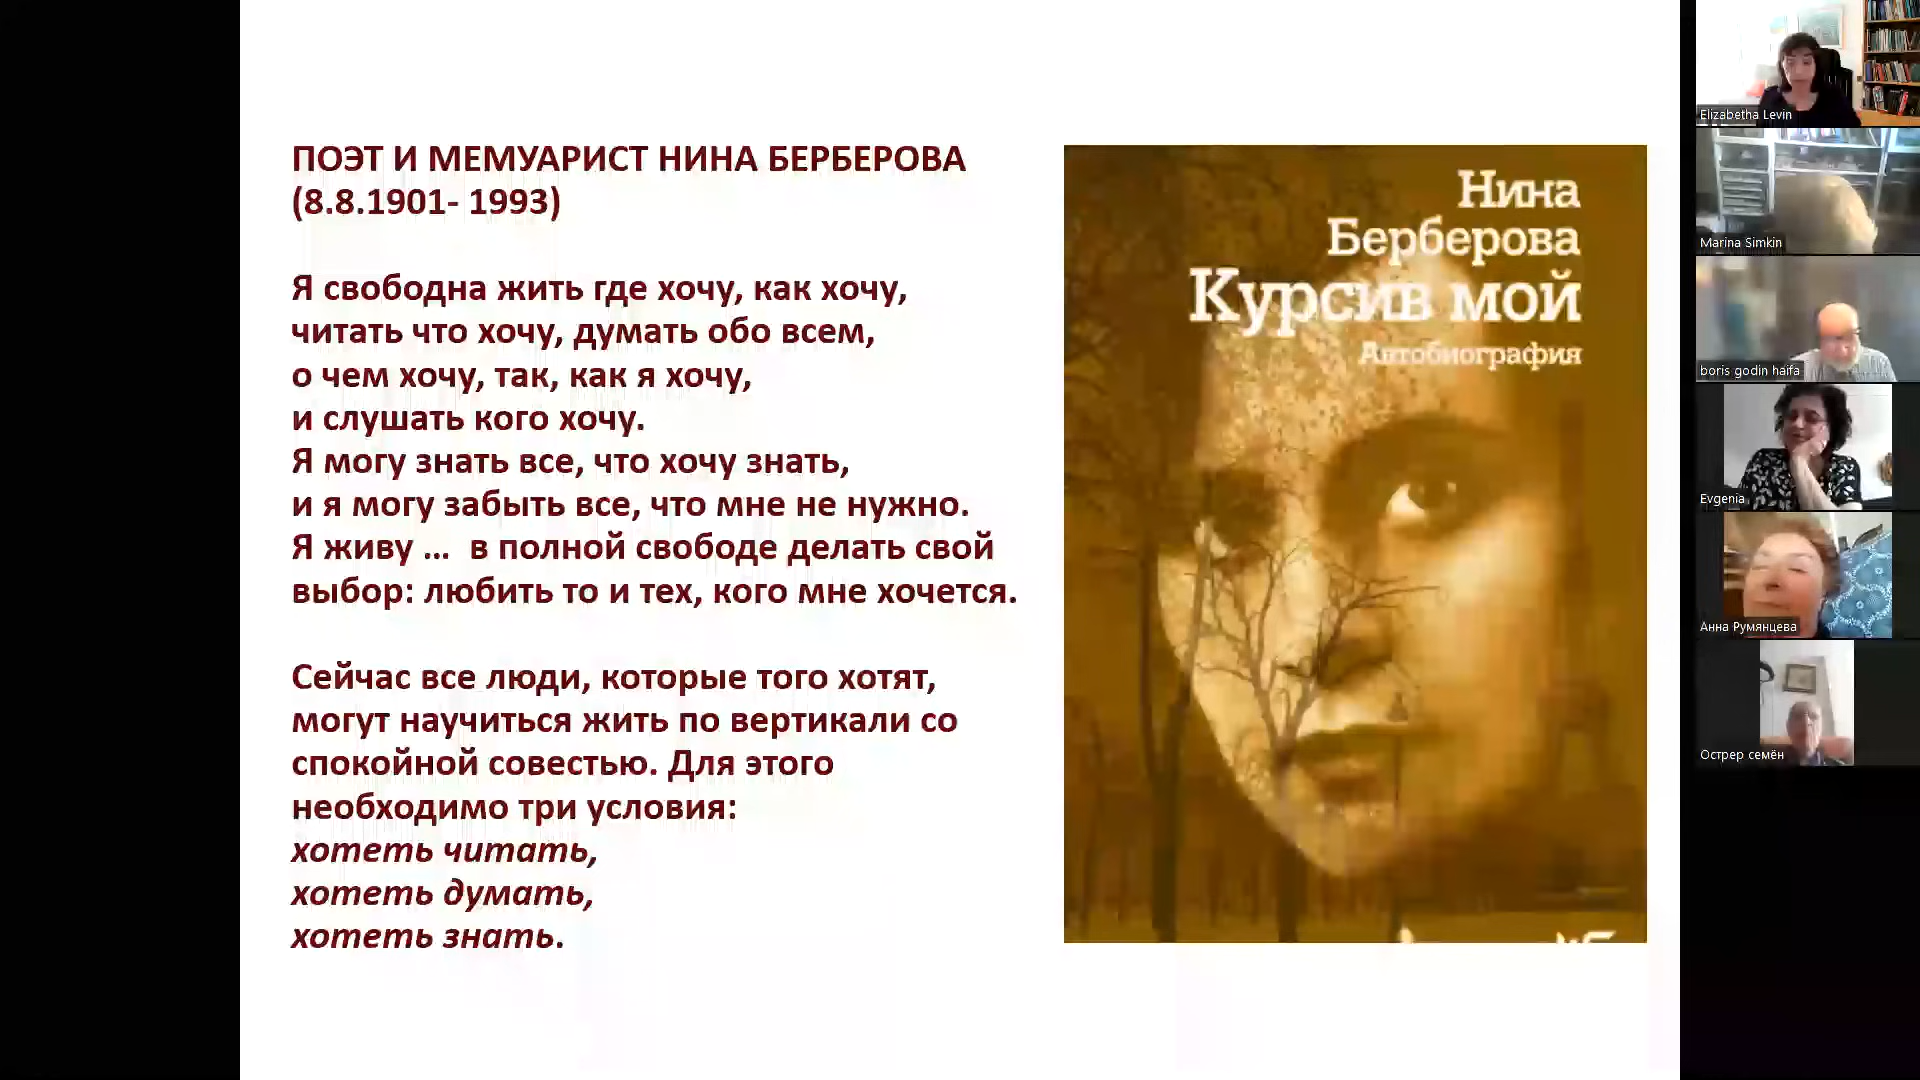 ПОЭТ И МЕМУАРИСТ НИНА БЕРБЕРОВА
(8.8.1901- 1993)
Я свободна жить где хочу, как хочу,
читать что хочу, думать обо всем,
о чем хочу, так, как я хочу,
и слушать кого хочу.
Я могу знать все, что хочу знать,
и я могу забыть все, что мне не нужно.
Я живу ... в полной свободе делать свой
выбор: любить то и тех, кого мне хочется.
Сейчас все люди, которые того хотят,
могут научиться жить по вертикали со
спокойной совестью. Для этого
необходимо три условия:
хотеть читать,
хотеть думать,
хотеть знать.
Нина
Берберова
Курсив мой
Автобиография
Elizabetha Levin
Marina Simkin
boris godin haifa
Evgenia
Анна Румянцева
Острер семён